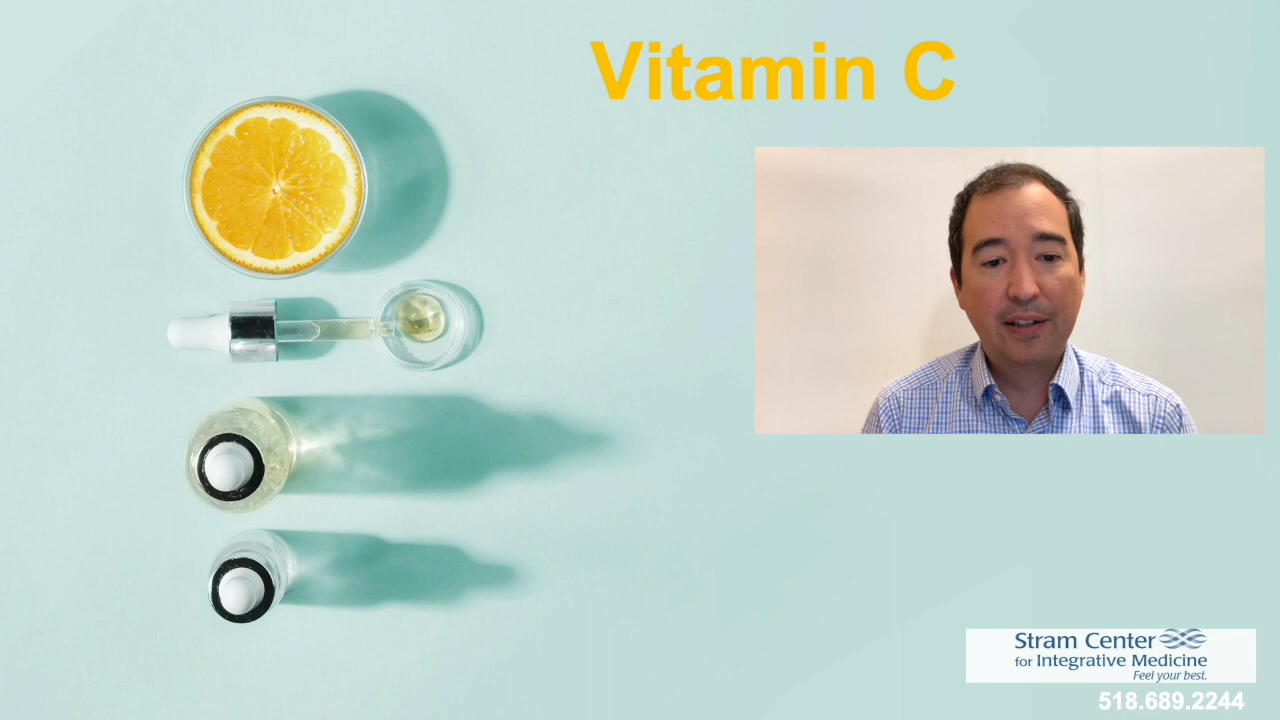 Vitamin C
Stram Center
for Integrative Medicine
Feel your best.
518.689.2244